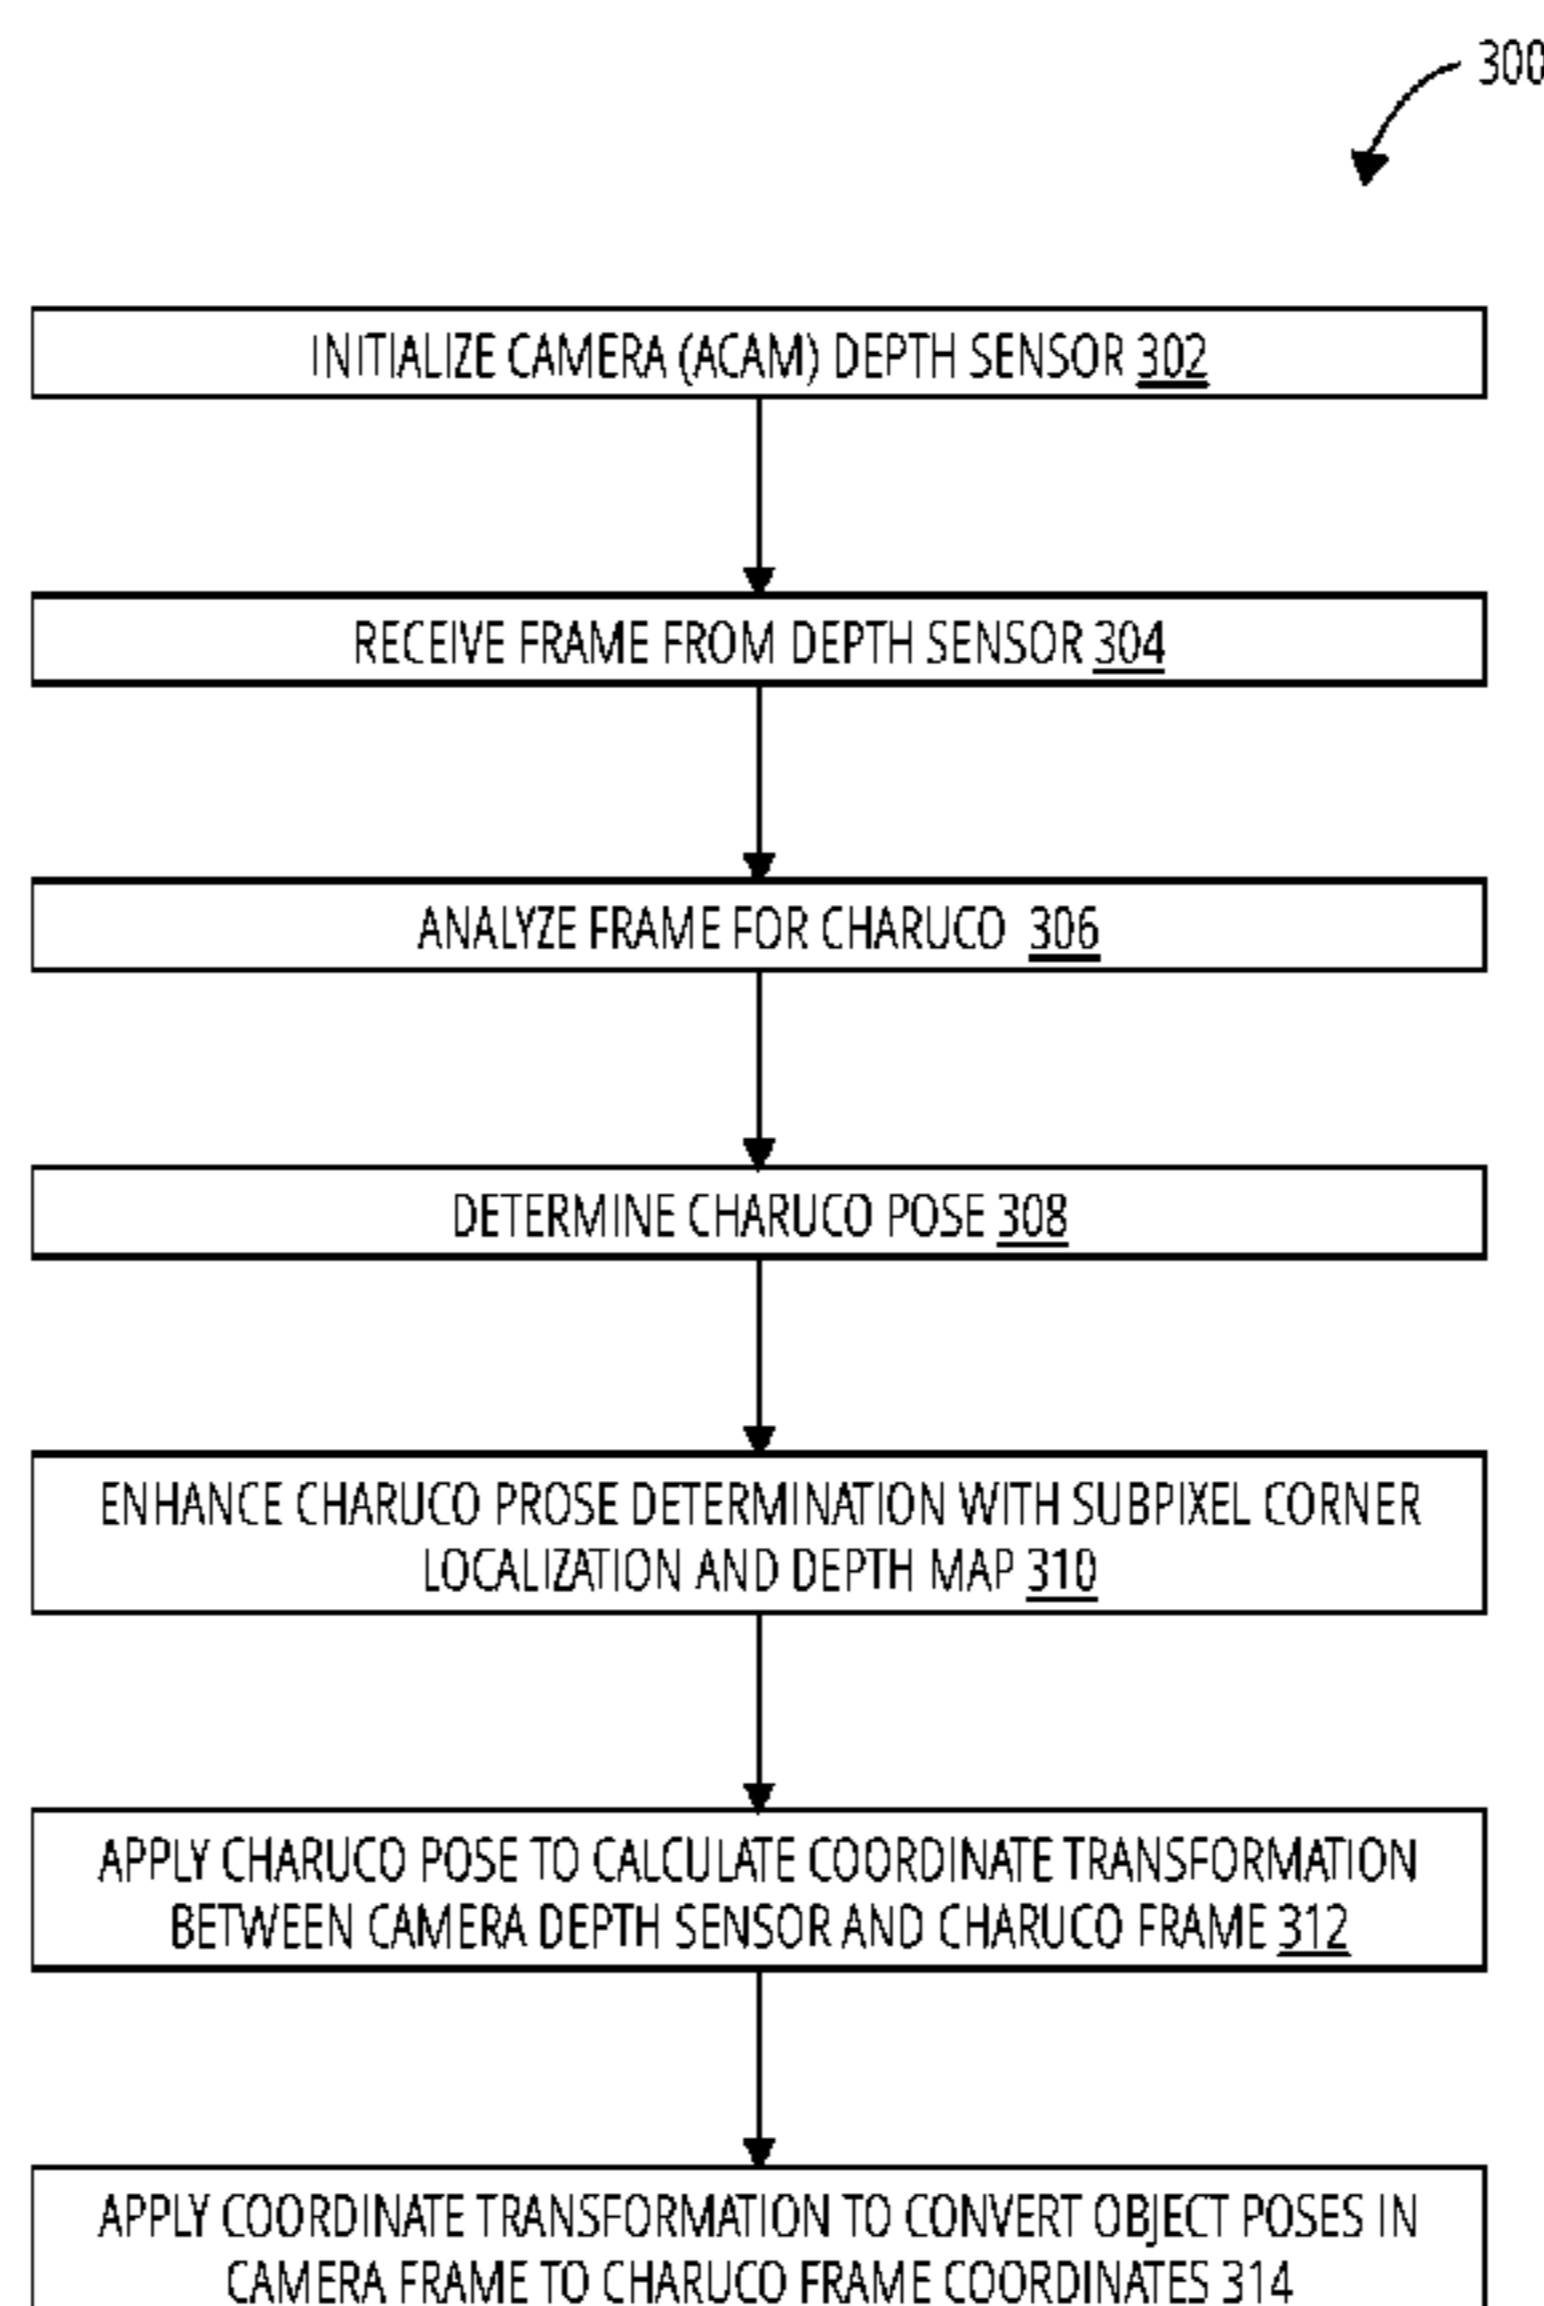 300
INITIALIZE CAMERA (ACAM) DEPTH SENSOR 302
RECEIVE FRAME FROM DEPTH SENSOR 304
ANALYZE FRAME FOR CHARUCO 306
DETERMINE CHARUCO POSE 308
ENHANCE CHARUCO PROSE DETERMINATION WITH SUBPIXEL CORNER
LOCALIZATION AND DEPTH MAP 310
APPLY CHARUCO POSE TO CALCULATE COORDINATE TRANSFORMATION
BETWEEN CAMERA DEPTH SENSOR AND CHARUCO FRAME 312
APPLY COORDINATE TRANSFORMATION TO CONVERT OBJECT POSES IN
CAMERA FRAME TO CHARUCO FRAME COORDINATES 314